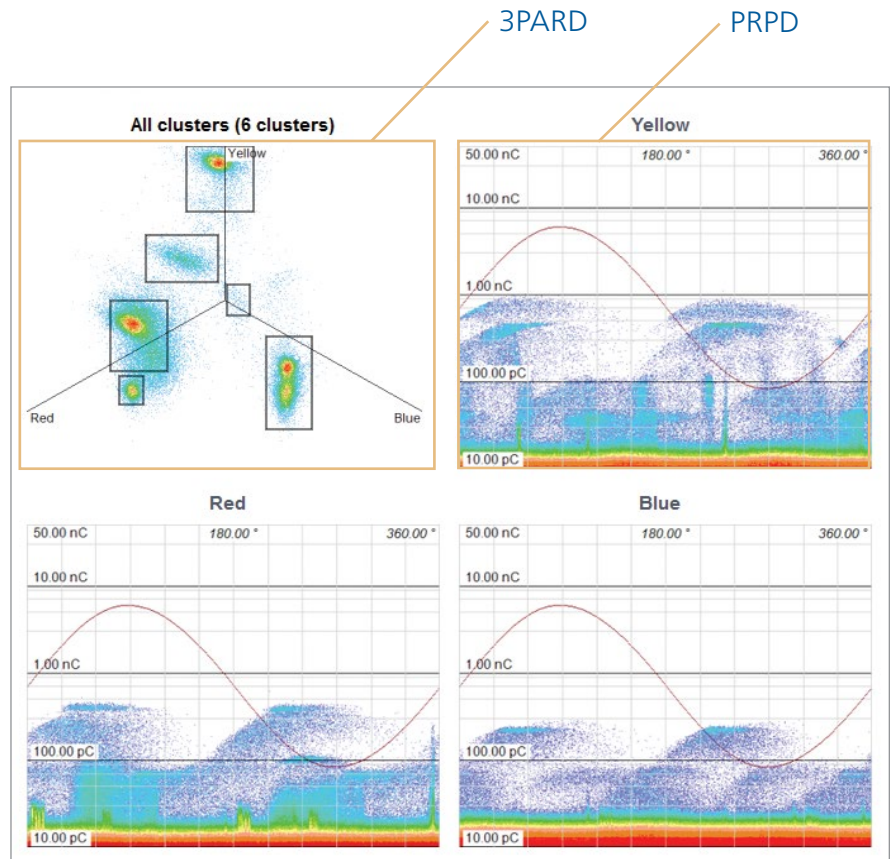 3PARD
PRPD
All clusters (6 clusters)
Yellow
Red
Blue
Yellow
50.00 nC
180.00 °
360.00 °
10.00 nC
1.00 nC
100.00 pC
10.00 pC
Red
50.00 nC
180.00 °
360.00 °
10.00 nC
1.00 nC
100.00 pC
10.00 pC
Blue
50.00 nC
180.00 °
360.00 °
10.00 nC
1.00 nC
100.00 pC
10.00 pC